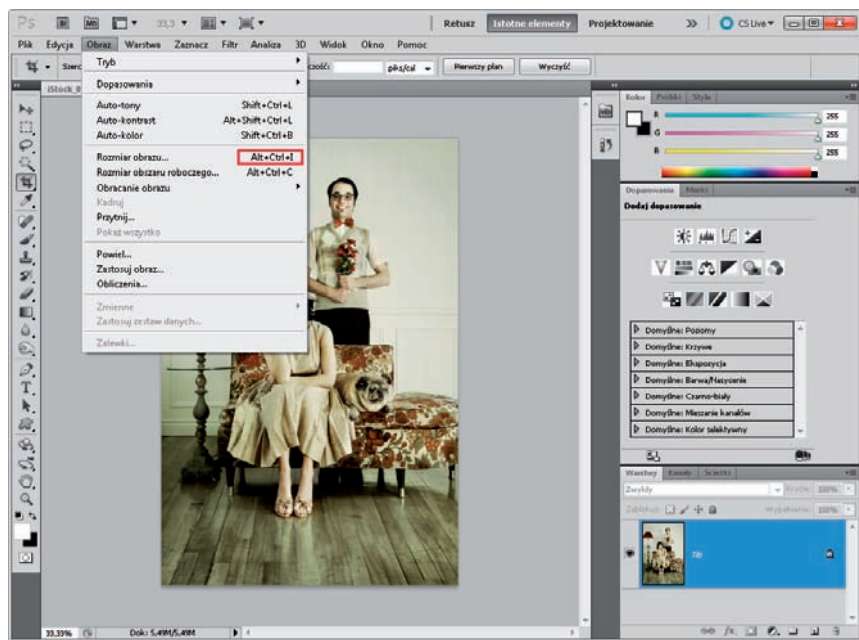 Ps Br Mb 33,3 Retusz Istotne elementy Projektowanie >> CS Live
Plik Edycja Obraz Warstwa Zaznacz Filtr Analiza 3D Widok Okno Pomoc
piks/cal Pierwszy plan Wyczyść
Tryb
Dopasowania
Auto-tony Shift+Ctrl+L
Auto-kontrast Alt+Shift+Ctrl+L
Auto-kolor Shift+Ctrl+B
Rozmiar obrazu... Alt+Ctrl+I
Rozmiar obszaru roboczego... Alt+Ctrl+C
Obracanie obrazu
Kadruj
Przytnij...
Pokaż wszystko
Powiel...
Zastosuj obraz...
Obliczenia...
Zmienne
Zastosuj zestaw danych...
Zalewki...
Kolor Próbki Style
R 255
G 255
B 255
Dopasowania Maski
Dodaj dopasowanie
Domyślne: Poziomy
Domyślne: Krzywe
Domyślne: Ekspozycja
Domyślne: Barwa/Nasycenie
Domyślne: Czarno-biały
Domyślne: Mieszanie kanałów
Domyślne: Kolor selektywny
Warstwy Kanały Ścieżki
Zwykły Krycie: 100%
Zablokuj: Wypełnienie: 100%
Tło
33,33% Dok: 5,49M/5,49M